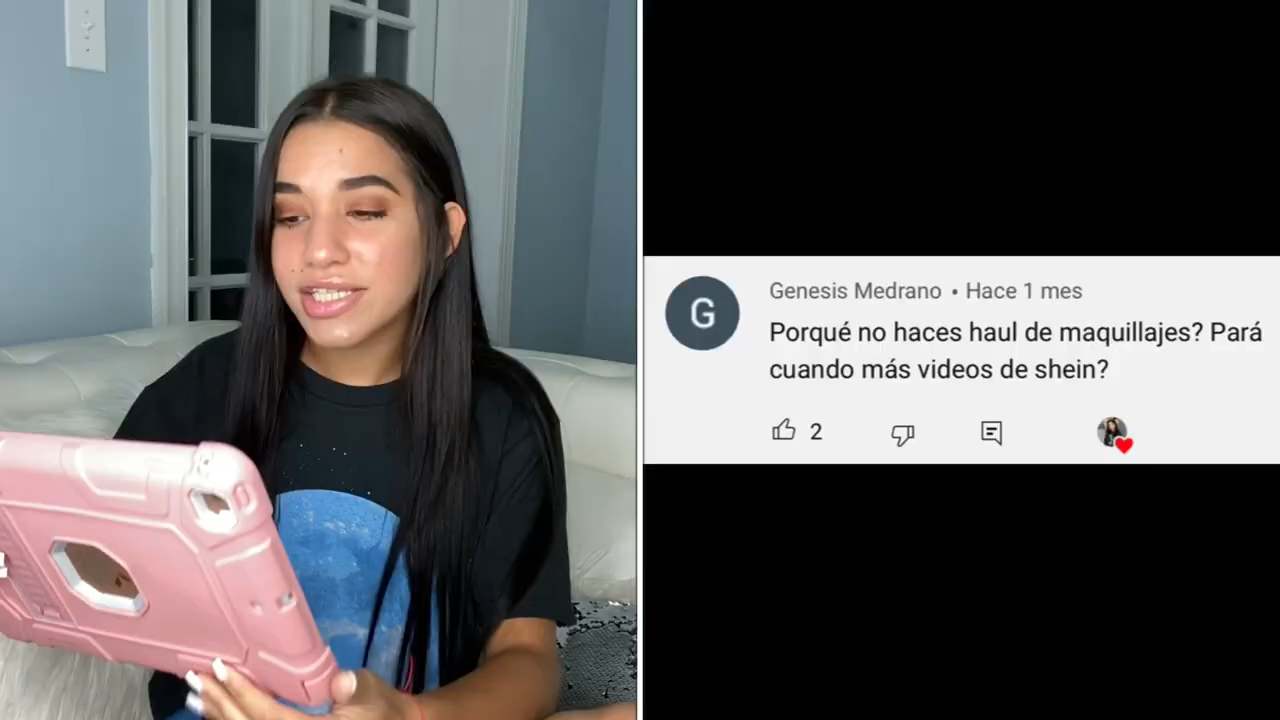 G
Genesis Medrano • Hace 1 mes
Porqué no haces haul de maquillajes? Pará
cuando más videos de shein?
2